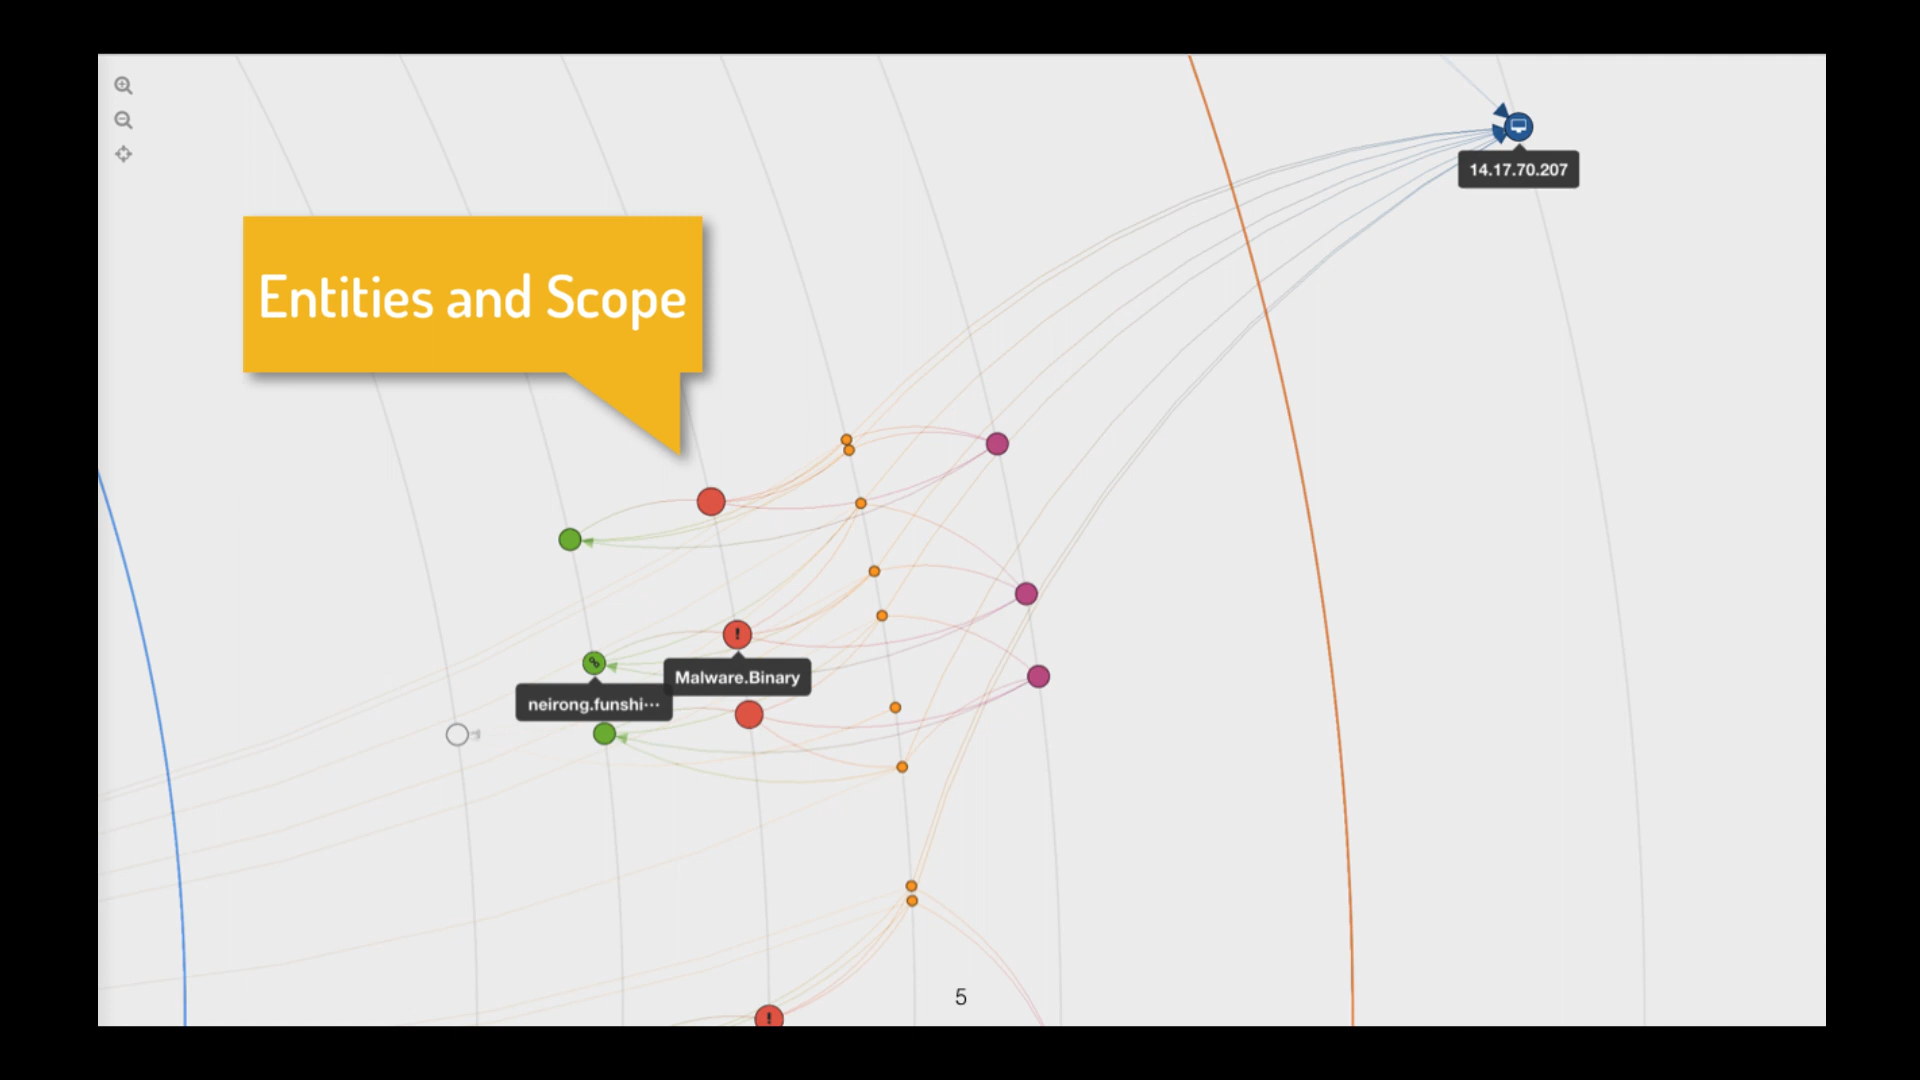 14.17.70.207
Entities and Scope
!
Malware.Binary
neirong.funshi···
5
!